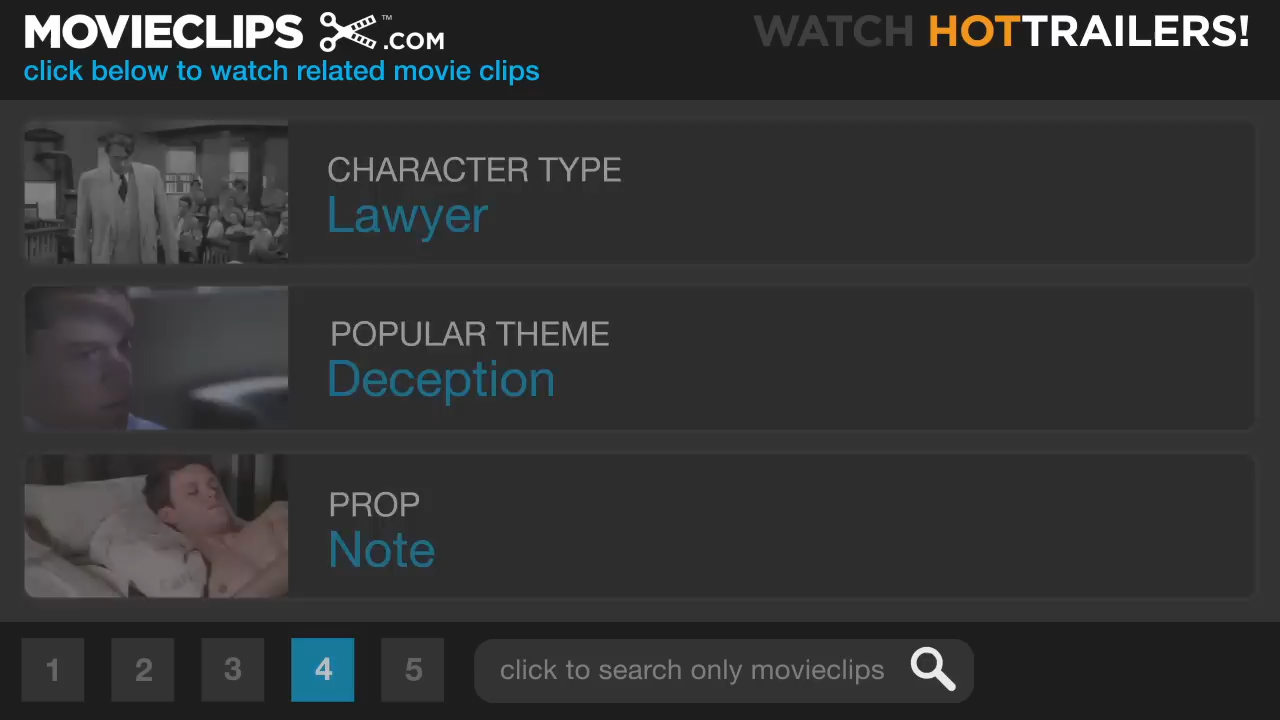 MOVIECLIPS ™ .COM
WATCH HOTTRAILERS!
click below to watch related movie clips
CHARACTER TYPE
Lawyer
POPULAR THEME
Deception
PROP
Note
1 2 3 4 5 click to search only movieclips